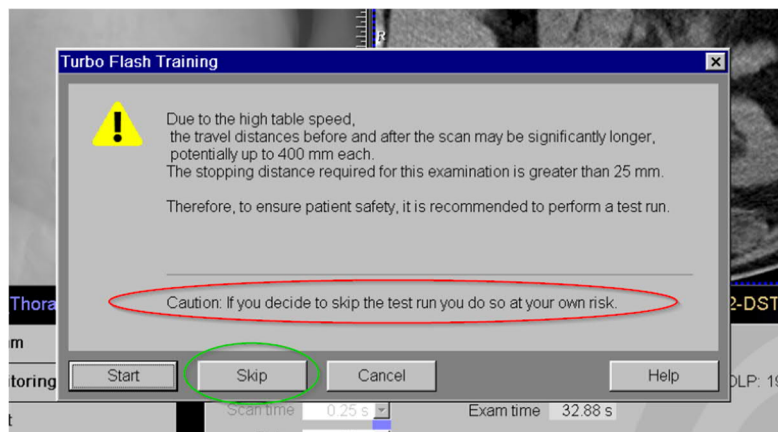 R
Turbo Flash Training
Due to the high table speed,
the travel distances before and after the scan may be significantly longer,
potentially up to 400 mm each.
The stopping distance required for this examination is greater than 25 mm.
Therefore, to ensure patient safety, it is recommended to perform a test run.
Caution: If you decide to skip the test run you do so at your own risk.
Start Skip Cancel Help
Scan time 0.25 s Exam time 32.88 s